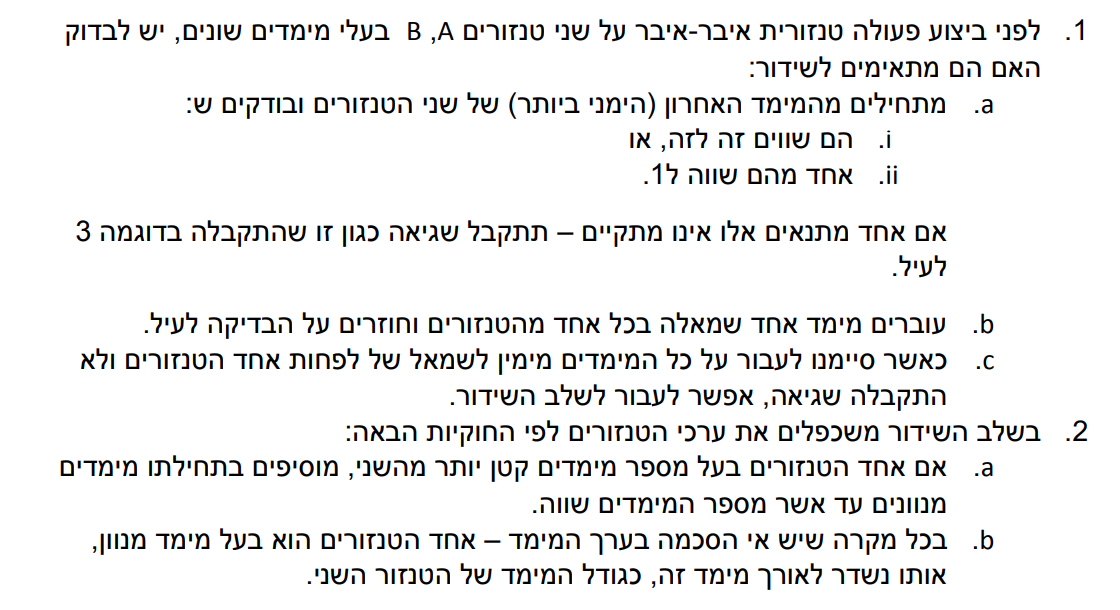 1. לפני ביצוע פעולה טנזורית איבר-איבר על שני טנזורים A, B בעלי מימדים שונים, יש לבדוק
האם הם מתאימים לשידור:
a. מתחילים מהמימד האחרון (הימני ביותר) של שני הטנזורים ובודקים ש:
i. הם שווים זה לזה, או
ii. אחד מהם שווה ל1.
אם אחד מתנאים אלו אינו מתקיים – תתקבל שגיאה כגון זו שהתקבלה בדוגמה 3
לעיל.
b. עוברים מימד אחד שמאלה בכל אחד מהטנזורים וחוזרים על הבדיקה לעיל.
c. כאשר סיימנו לעבור על כל המימדים מימין לשמאל של לפחות אחד הטנזורים ולא
התקבלה שגיאה, אפשר לעבור לשלב השידור.
2. בשלב השידור משכפלים את ערכי הטנזורים לפי החוקיות הבאה:
a. אם אחד הטנזורים בעל מספר מימדים קטן יותר מהשני, מוסיפים בתחילתו מימדים
מנוונים עד אשר מספר המימדים שווה.
b. בכל מקרה שיש אי הסכמה בערך המימד – אחד הטנזורים הוא בעל מימד מנוון,
אותו נשדר לאורך מימד זה, כגודל המימד של הטנזור השני.